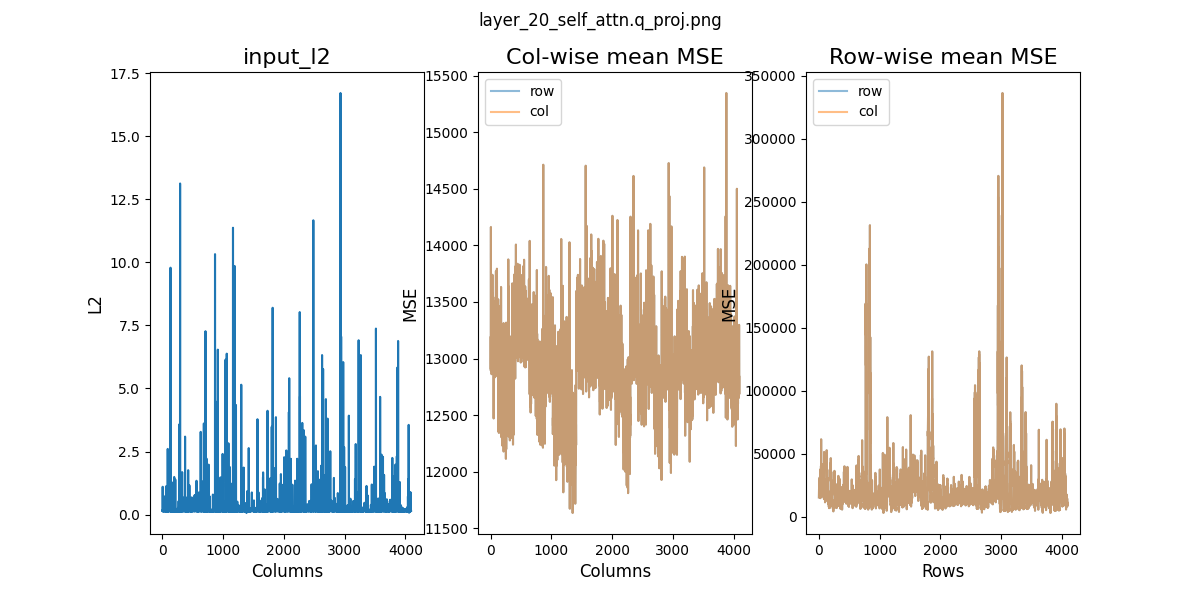 layer_20_self_attn.q_proj.png
input_l2
17.5
15.0
12.5
10.0
7.5
5.0
2.5
0.0
L2
0 1000 2000 3000 4000
Columns
Col-wise mean MSE
15500
15000
14500
14000
13500
13000
12500
12000
11500
MSE
row
col
0 1000 2000 3000 4000
Columns
Row-wise mean MSE
350000
300000
250000
200000
150000
100000
50000
0
MSE
row
col
0 1000 2000 3000 4000
Rows